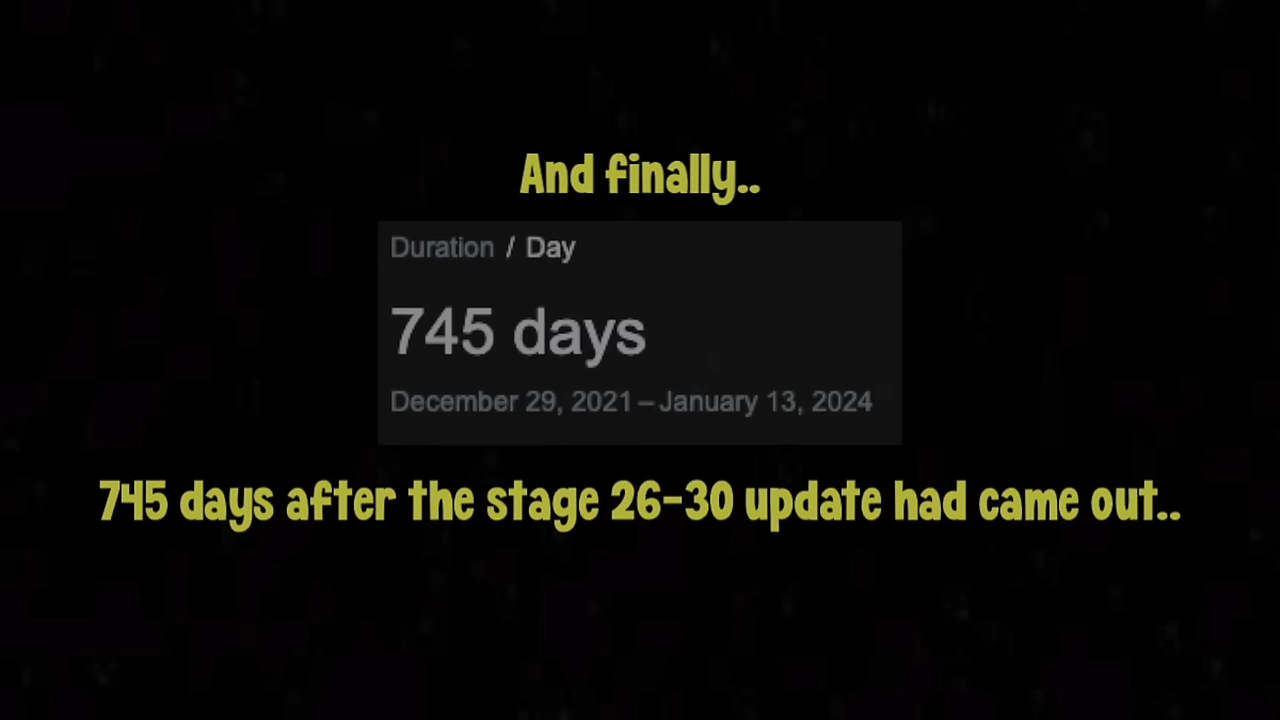 And finally..
Duration / Day
745 days
December 29, 2021 – January 13, 2024
745 days after the stage 26-30 update had came out..